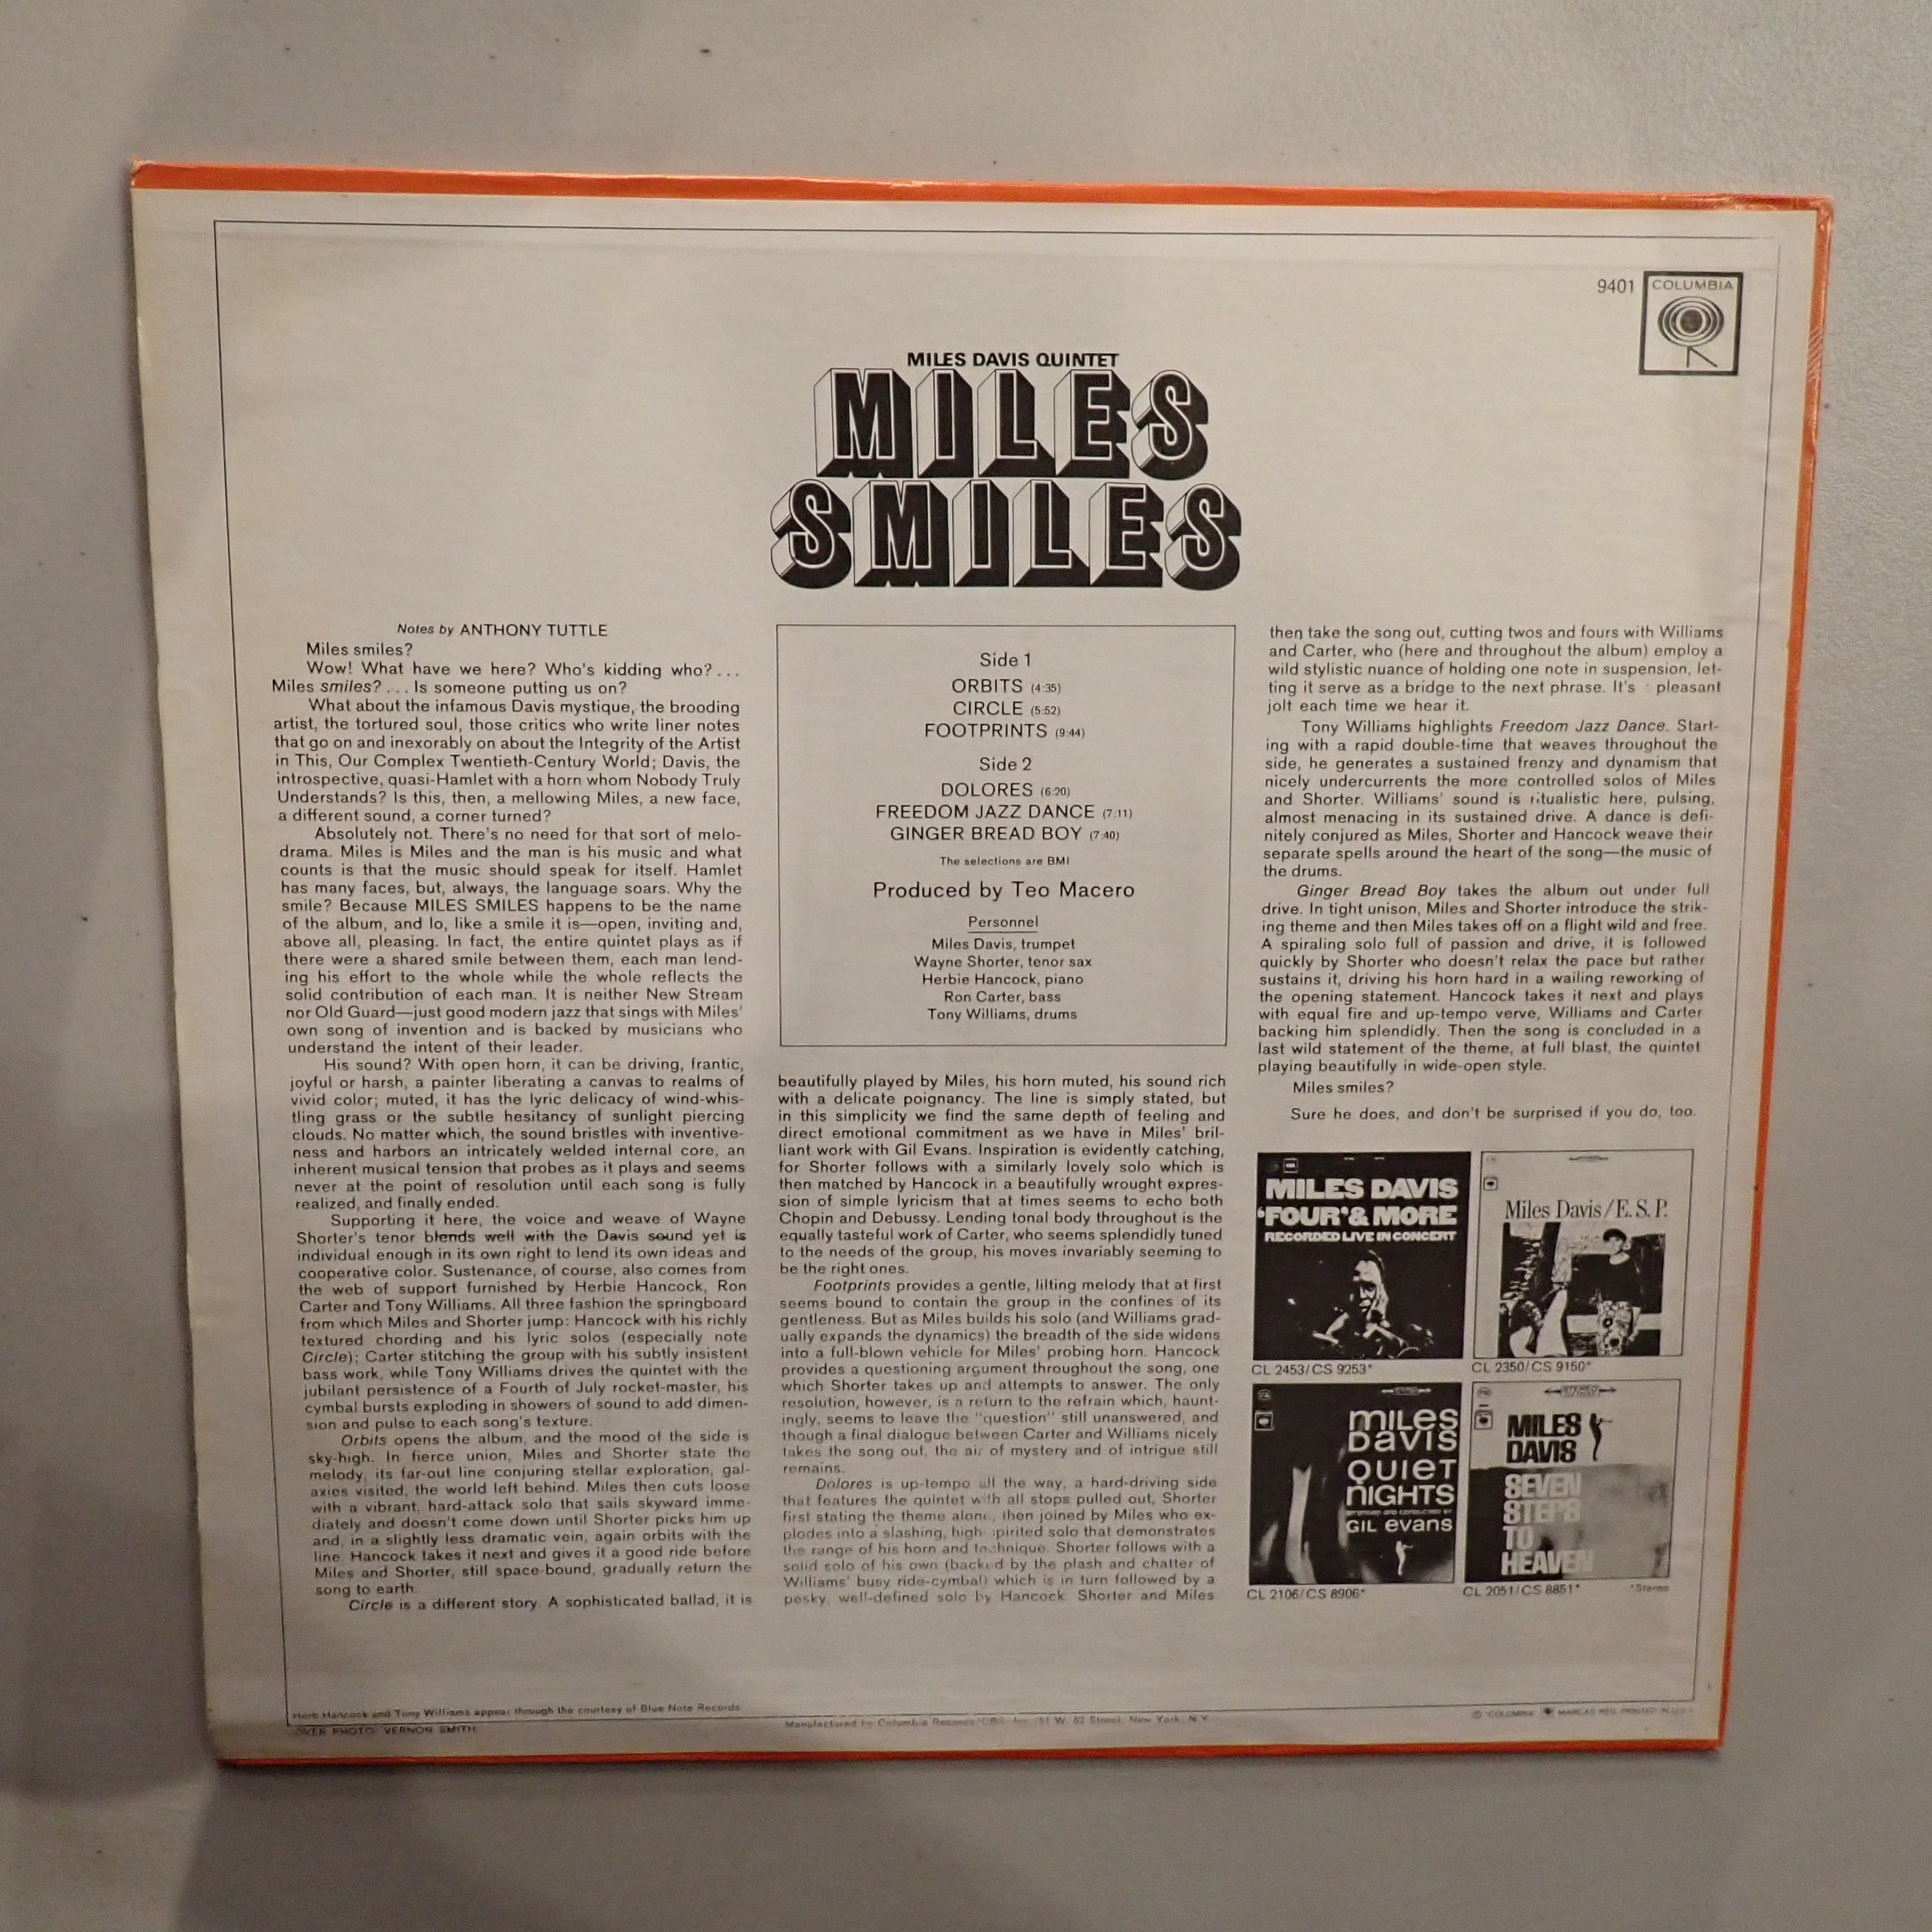 9401
COLUMBIA
MILES DAVIS QUINTET
MILES
SMILES
Notes by ANTHONY TUTTLE
Miles smiles?
Wow! What have we here? Who's kidding who?...
Miles smiles?... Is someone putting us on?
What about the infamous Davis mystique, the brooding
artist, the tortured soul, those critics who write liner notes
that go on and inexorably on about the Integrity of the Artist
in This, Our Complex Twentieth-Century World; Davis, the
introspective, quasi-Hamlet with a horn whom Nobody Truly
Understands? Is this, then, a mellowing Miles, a new face,
a different sound, a corner turned?
Absolutely not. There's no need for that sort of melo-
drama. Miles is Miles and the man is his music and what
counts is that the music should speak for itself. Hamlet
has many faces, but, always, the language soars. Why the
smile? Because MILES SMILES happens to be the name
of the album, and lo, like a smile it is—open, inviting and,
above all, pleasing. In fact, the entire quintet plays as if
there were a shared smile between them, each man lend-
ing his effort to the whole while the whole reflects the
solid contribution of each man. It is neither New Stream
nor Old Guard—just good modern jazz that sings with Miles'
own song of invention and is backed by musicians who
understand the intent of their leader.
His sound? With open horn, it can be driving, frantic,
joyful or harsh, a painter liberating a canvas to realms of
vivid color; muted, it has the lyric delicacy of wind-whis-
tling grass or the subtle hesitancy of sunlight piercing
clouds. No matter which, the sound bristles with inventive-
ness and harbors an intricately welded internal core, an
inherent musical tension that probes as it plays and seems
never at the point of resolution until each song is fully
realized, and finally ended.
Supporting it here, the voice and weave of Wayne
Shorter's tenor blends well with the Davis sound yet is
individual enough in its own right to lend its own ideas and
cooperative color. Sustenance, of course, also comes from
the web of support furnished by Herbie Hancock, Ron
Carter and Tony Williams. All three fashion the springboard
from which Miles and Shorter jump: Hancock with his richly
textured chording and his lyric solos (especially note
Circle); Carter stitching the group with his subtly insistent
bass work, while Tony Williams drives the quintet with the
jubilant persistence of a Fourth of July rocket-master, his
cymbal bursts exploding in showers of sound to add dimen-
sion and pulse to each song's texture.
Orbits opens the album, and the mood of the side is
sky-high. In fierce union, Miles and Shorter state the
melody, its far-out line conjuring stellar exploration, gal-
axies visited, the world left behind. Miles then cuts loose
with a vibrant, hard-attack solo that sails skyward imme-
diately and doesn't come down until Shorter picks him up
and, in a slightly less dramatic vein, again orbits with the
line. Hancock takes it next and gives it a good ride before
Miles and Shorter, still space-bound, gradually return the
song to earth.
Circle is a different story. A sophisticated ballad, it is
Side 1
ORBITS (4:35)
CIRCLE (5:52)
FOOTPRINTS (9:44)
Side 2
DOLORES (6:20)
FREEDOM JAZZ DANCE (7:11)
GINGER BREAD BOY (7:40)
The selections are BMI
Produced by Teo Macero
Personnel
Miles Davis, trumpet
Wayne Shorter, tenor sax
Herbie Hancock, piano
Ron Carter, bass
Tony Williams, drums
beautifully played by Miles, his horn muted, his sound rich
with a delicate poignancy. The line is simply stated, but
in this simplicity we find the same depth of feeling and
direct emotional commitment as we have in Miles' bril-
liant work with Gil Evans. Inspiration is evidently catching,
for Shorter follows with a similarly lovely solo which is
then matched by Hancock in a beautifully wrought expres-
sion of simple lyricism that at times seems to echo both
Chopin and Debussy. Lending tonal body throughout is the
equally tasteful work of Carter, who seems splendidly tuned
to the needs of the group, his moves invariably seeming to
be the right ones.
Footprints provides a gentle, lilting melody that at first
seems bound to contain the group in the confines of its
gentleness. But as Miles builds his solo (and Williams grad-
ually expands the dynamics) the breadth of the side widens
into a full-blown vehicle for Miles' probing horn. Hancock
provides a questioning argument throughout the song, one
which Shorter takes up and attempts to answer. The only
resolution, however, is a return to the refrain which, haunt-
ingly, seems to leave the "question" still unanswered, and
though a final dialogue between Carter and Williams nicely
takes the song out, the air of mystery and of intrigue still
remains.
Dolores is up-tempo all the way, a hard-driving side
that features the quintet with all stops pulled out, Shorter
first stating the theme alone, then joined by Miles who ex-
plodes into a slashing, high-spirited solo that demonstrates
the range of his horn and technique. Shorter follows with a
solid solo of his own (backed by the plash and chatter of
Williams' busy ride-cymbal) which is in turn followed by a
pesky, well-defined solo by Hancock. Shorter and Miles
then take the song out, cutting twos and fours with Williams
and Carter, who (here and throughout the album) employ a
wild stylistic nuance of holding one note in suspension, let-
ting it serve as a bridge to the next phrase. It's pleasant
jolt each time we hear it.
Tony Williams highlights Freedom Jazz Dance. Start-
ing with a rapid double-time that weaves throughout the
side, he generates a sustained frenzy and dynamism that
nicely undercurrents the more controlled solos of Miles
and Shorter. Williams' sound is ritualistic here, pulsing,
almost menacing in its sustained drive. A dance is defi-
nitely conjured as Miles, Shorter and Hancock weave their
separate spells around the heart of the song—the music of
the drums.
Ginger Bread Boy takes the album out under full
drive. In tight unison, Miles and Shorter introduce the strik-
ing theme and then Miles takes off on a flight wild and free.
A spiraling solo full of passion and drive, it is followed
quickly by Shorter who doesn't relax the pace but rather
sustains it, driving his horn hard in a wailing reworking of
the opening statement. Hancock takes it next and plays
with equal fire and up-tempo verve, Williams and Carter
backing him splendidly. Then the song is concluded in a
last wild statement of the theme, at full blast, the quintet
playing beautifully in wide-open style.
Miles smiles?
Sure he does, and don't be surprised if you do, too.
MILES DAVIS
'FOUR' & MORE
RECORDED LIVE IN CONCERT
CL 2453/CS 9253*
Miles Davis/E.S.P.
CL 2350/CS 9150*
miles
Davis
QUIET
NIGHTS
GIL evans
CL 2106/CS 8906*
STEREO
MILES
DAVIS
SEVEN
STEPS
TO
HEAVEN
CL 2051/CS 8851*
*Stereo
Herb Hancock and Tony Williams appear through the courtesy of Blue Note Records
OVER PHOTO: VERNON SMITH
Manufactured by Columbia Records/CBS, Inc./51 W. 52 Street, New York, N.Y.
© "COLUMBIA" MARCAS REG. PRINTED IN U.S.A.